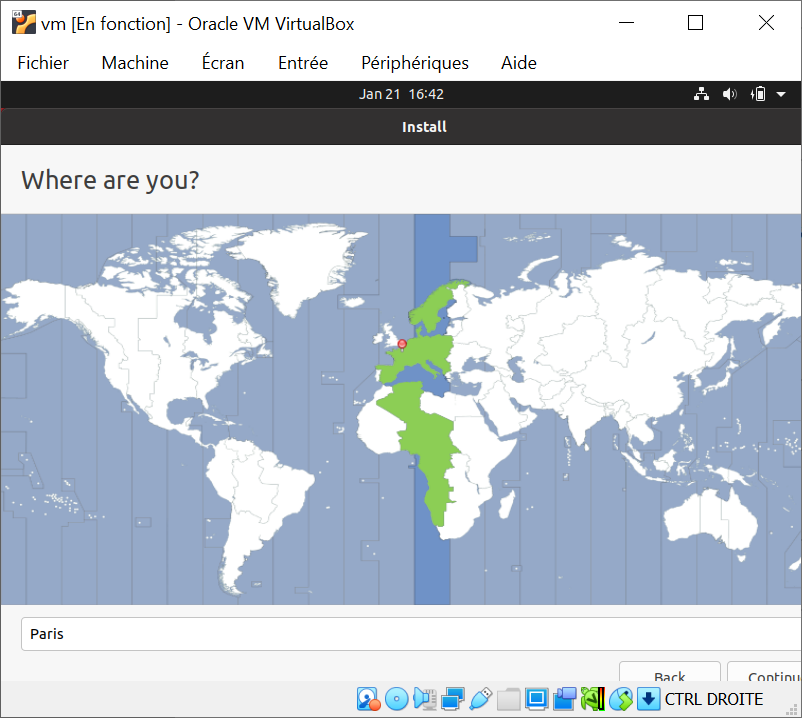 vm [En fonction] - Oracle VM VirtualBox
Fichier Machine Écran Entrée Périphériques Aide
Jan 21 16:42
Install
Where are you?
Paris
Back Continu
CTRL DROITE